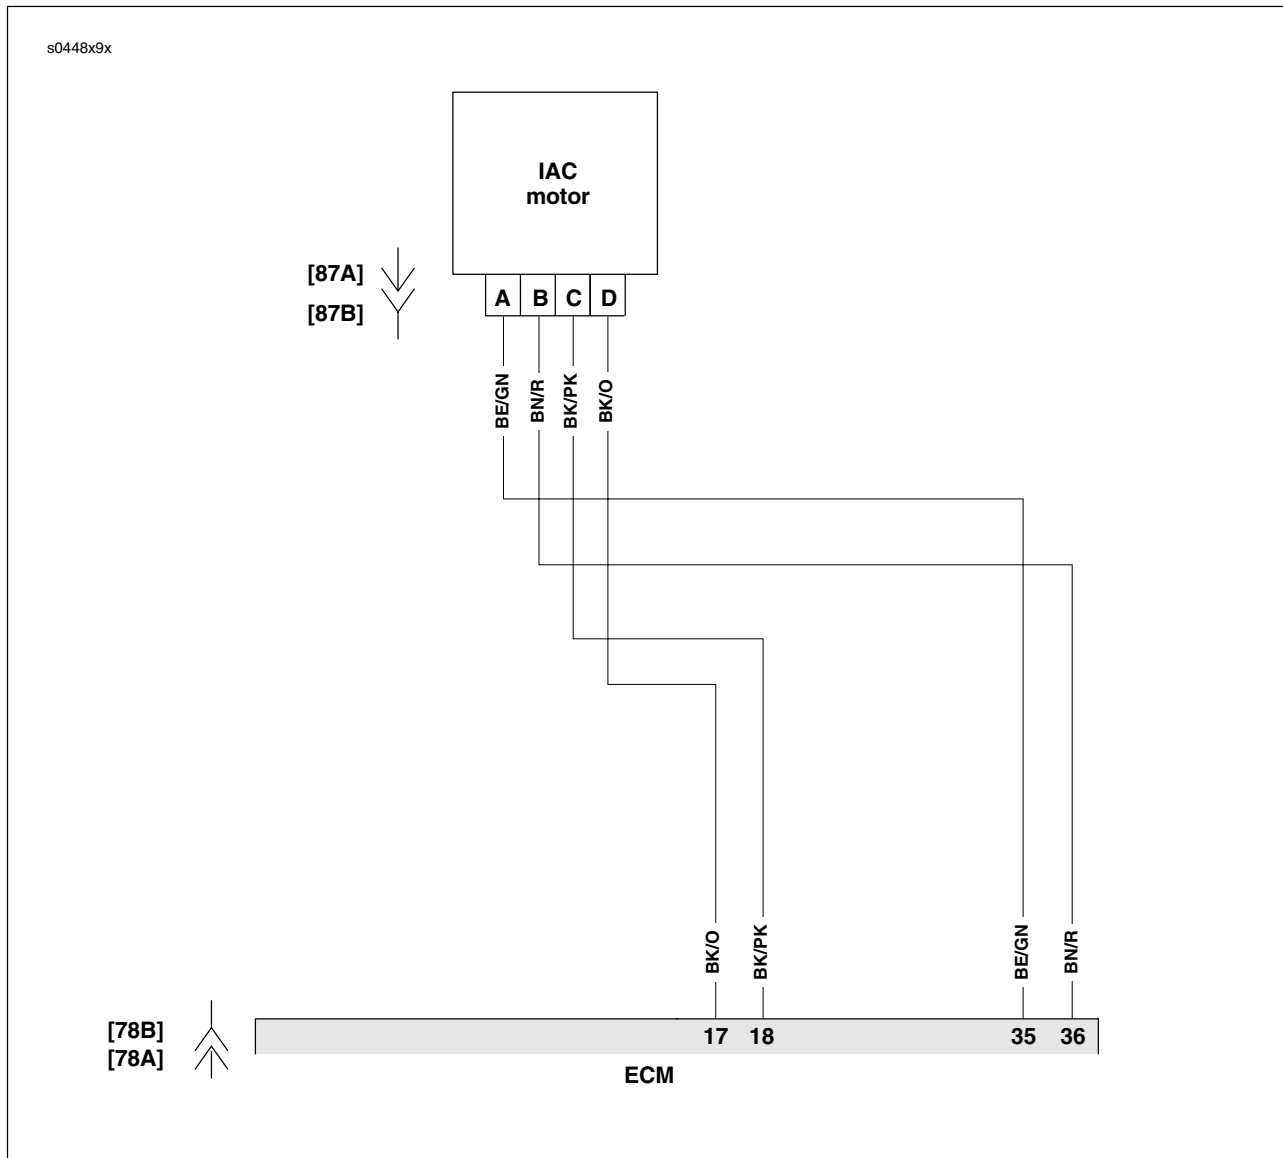 s0448x9x
IAC
motor
[87A]
[87B]
A B C D
BE/GN
BN/R
BK/PK
BK/O
BK/O
BK/PK
BE/GN
BN/R
[78B]
[78A]
17 18 35 36
ECM